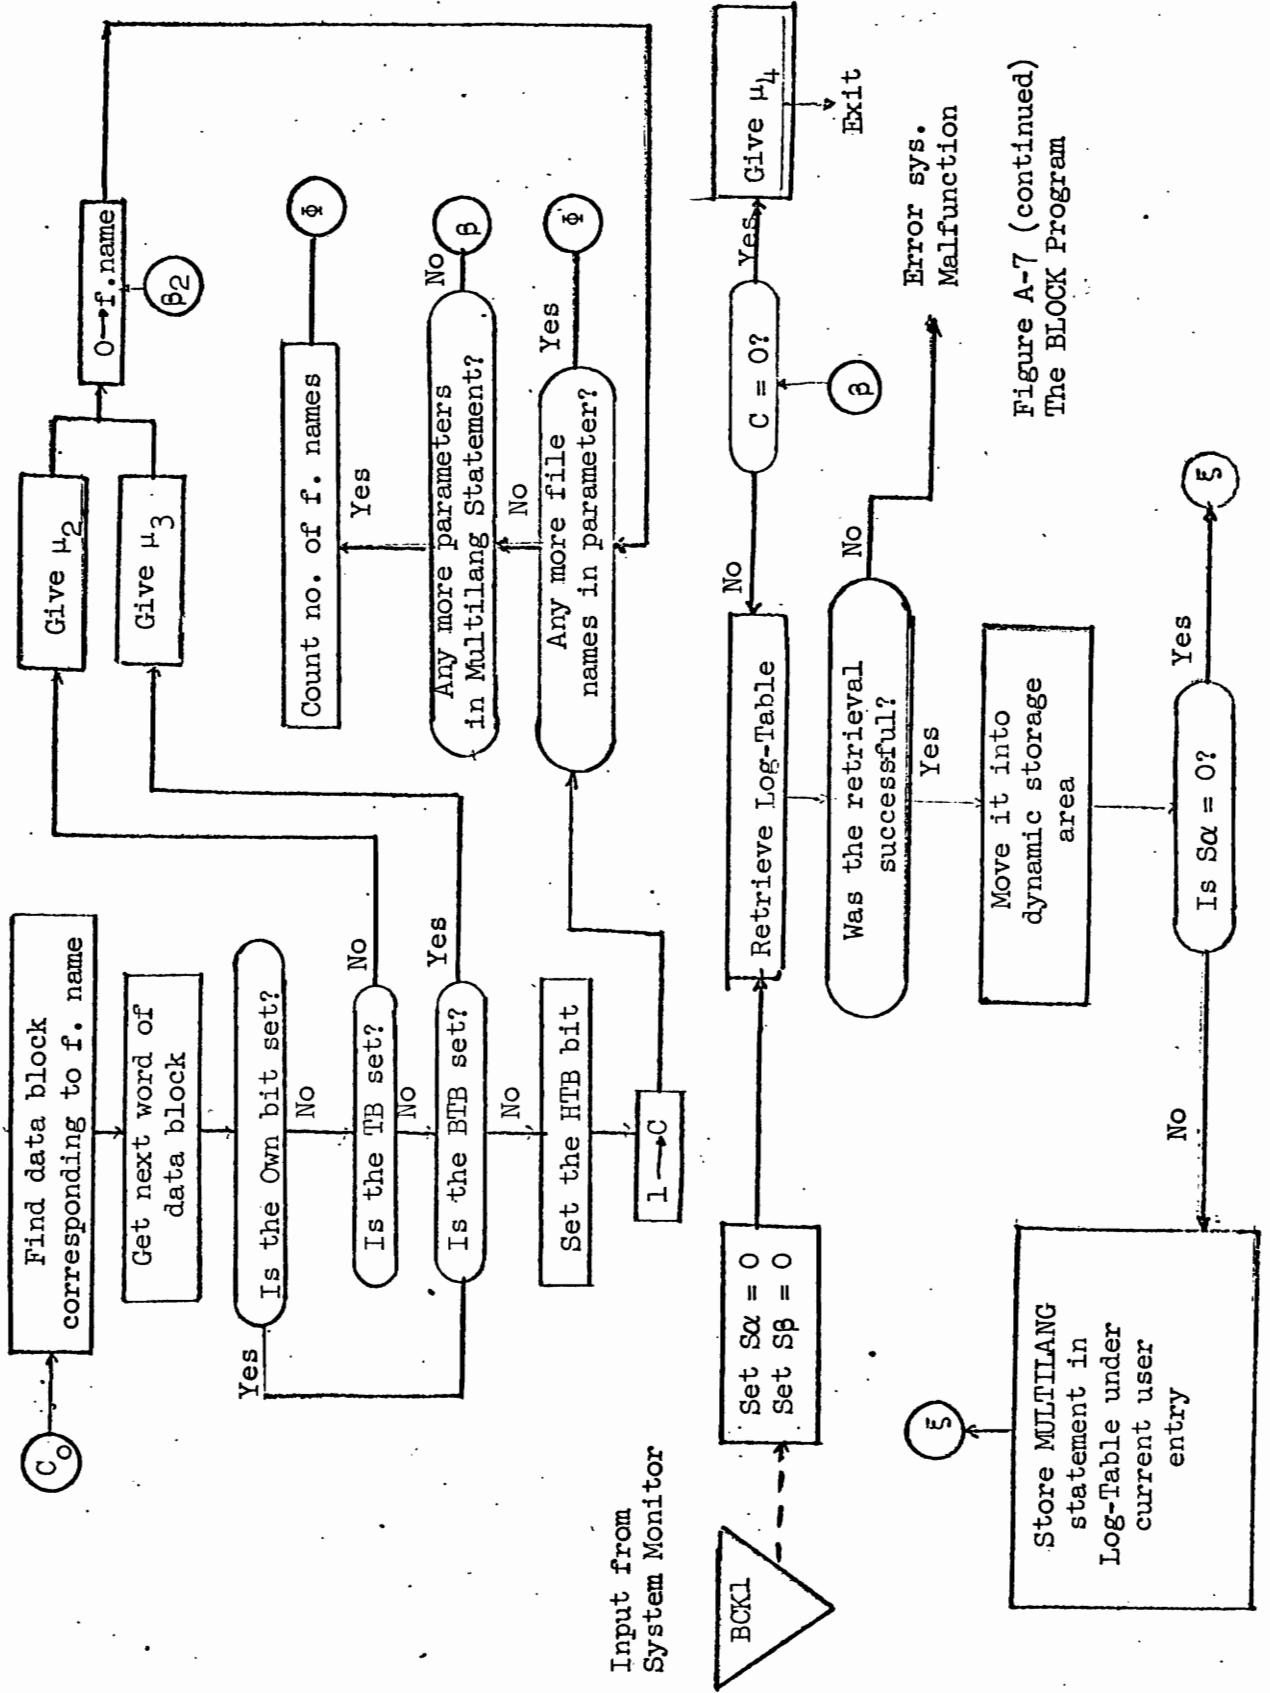 C₀
Find data block
corresponding to f. name
Get next word of
data block
Is the Own bit set?
Yes
No
Is the TB set?
No
No
Is the BTB set?
Yes
No
Set the HTB bit
1→C
Give μ₂
Give μ₃
0→f.name
β₂
Count no. of f. names
Φ
Yes
Any more parameters
in Multilang Statement?
No
β
No
Any more file
names in parameter?
Yes
Φ
Input from
System Monitor
BCK1
Set Sα = 0
Set Sβ = 0
Retrieve Log-Table
No
C = 0?
Yes
β
Give μ₄
Exit
Was the retrieval
successful?
No
Error sys.
Malfunction
Yes
Move it into
dynamic storage
area
Is Sα = 0?
Yes
ξ
No
Store MULTILANG
statement in
Log-Table under
current user
entry
ξ
Figure A-7 (continued)
The BLOCK Program